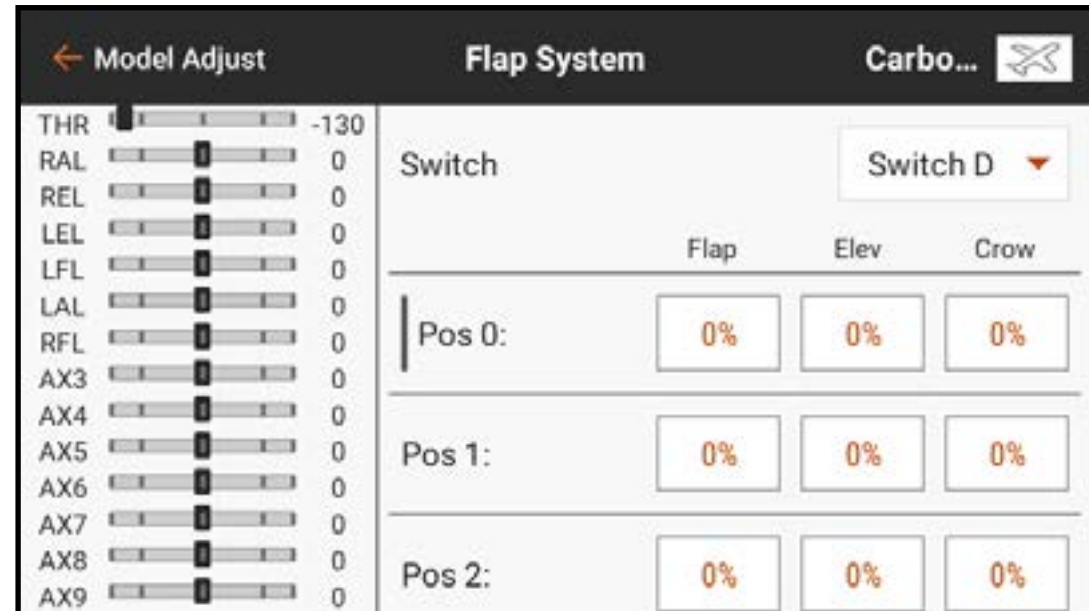 ← Model Adjust
Flap System
Carbo...
THR -130
RAL 0
REL 0
LEL 0
LFL 0
LAL 0
RFL 0
AX3 0
AX4 0
AX5 0
AX6 0
AX7 0
AX8 0
AX9 0
Switch
Switch D
Flap Elev Crow
Pos 0: 0% 0% 0%
Pos 1: 0% 0% 0%
Pos 2: 0% 0% 0%